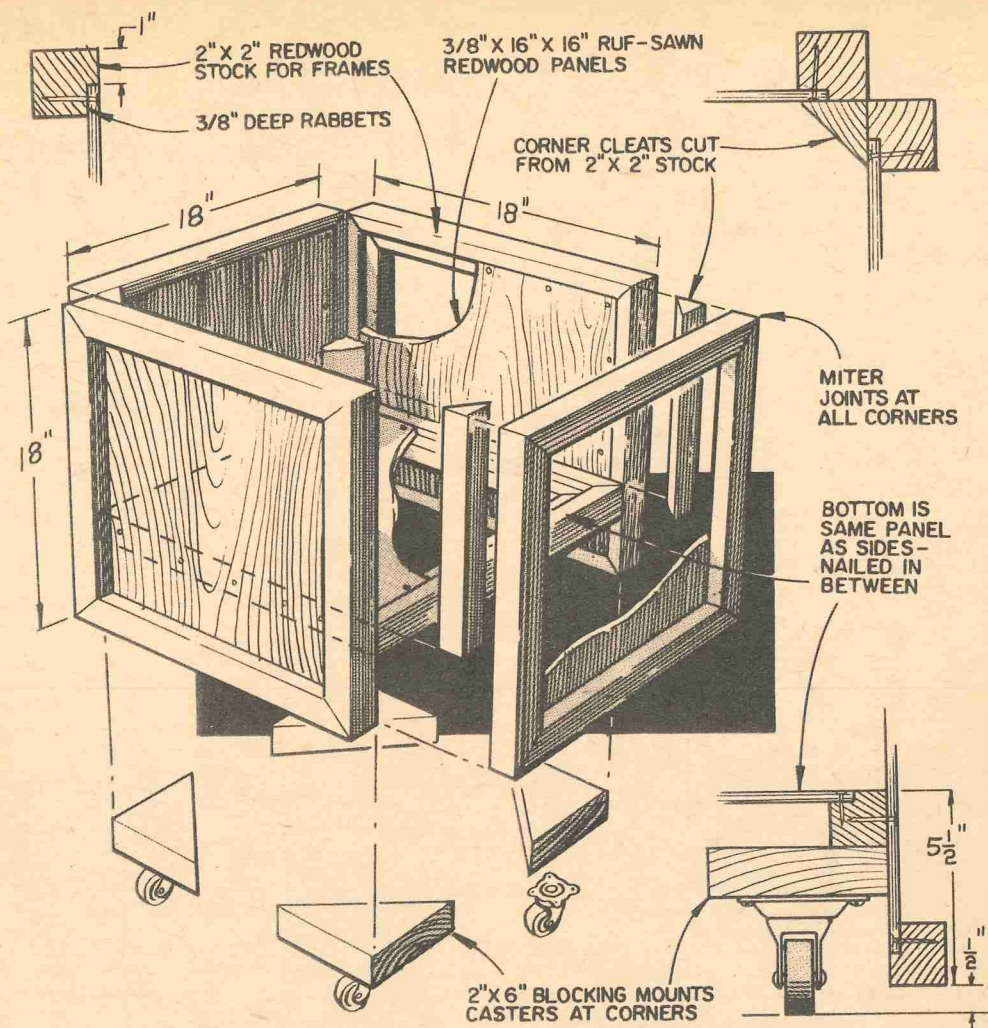 1"
2" X 2" REDWOOD
STOCK FOR FRAMES
3/8" X 16" X 16" RUF-SAWN
REDWOOD PANELS
3/8" DEEP RABBETS
CORNER CLEATS CUT
FROM 2" X 2" STOCK
18"
18"
18"
MITER
JOINTS AT
ALL CORNERS
BOTTOM IS
SAME PANEL
AS SIDES-
NAILED IN
BETWEEN
5 1/2"
1/2"
2"X 6" BLOCKING MOUNTS
CASTERS AT CORNERS